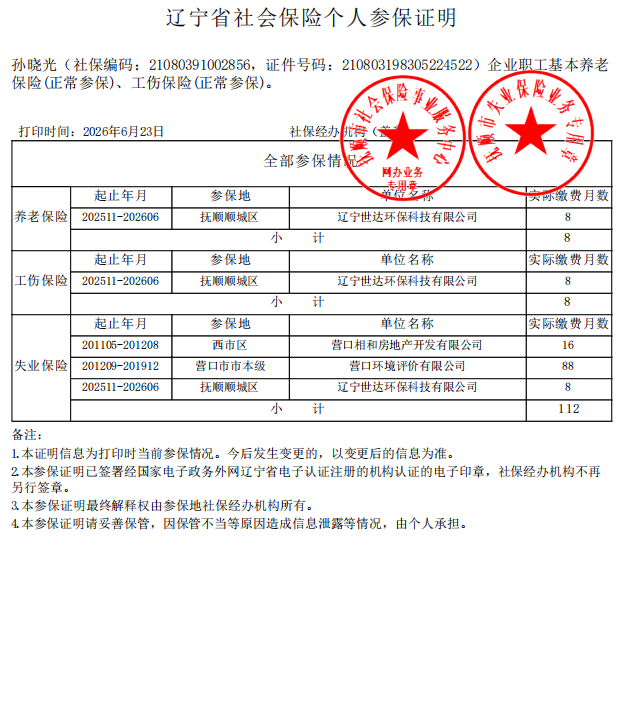 辽宁省社会保险个人参保证明
孙晓光（社保编码：21080391002856，证件号码：210803198305224522）企业职工基本养老
保险(正常参保)、工伤保险(正常参保)。
打印时间：2026年6月23日 社保经办机构（盖
抚顺市社会保险事业服务中心
网办业务
专用章
抚顺市失业保险业务专用章
全部参保情况
养老保险 起止年月 参保地 单位名称 实际缴费月数
202511-202606 抚顺顺城区 辽宁世达环保科技有限公司 8
小 计 8
工伤保险 起止年月 参保地 单位名称 实际缴费月数
202511-202606 抚顺顺城区 辽宁世达环保科技有限公司 8
小 计 8
失业保险 起止年月 参保地 单位名称 实际缴费月数
201105-201208 西市区 营口相和房地产开发有限公司 16
201209-201912 营口市市本级 营口环境评价有限公司 88
202511-202606 抚顺顺城区 辽宁世达环保科技有限公司 8
小 计 112
备注：
1.本证明信息为打印时当前参保情况。今后发生变更的，以变更后的信息为准。
2.本参保证明已签署经国家电子政务外网辽宁省电子认证注册的机构认证的电子印章，社保经办机构不再
另行签章。
3.本参保证明最终解释权由参保地社保经办机构所有。
4.本参保证明请妥善保管，因保管不当等原因造成信息泄露等情况，由个人承担。